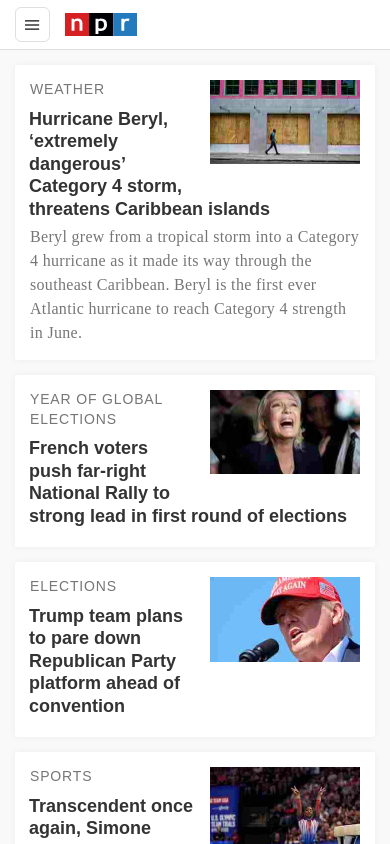 npr
WEATHER
Hurricane Beryl,
‘extremely
dangerous’
Category 4 storm,
threatens Caribbean islands
Beryl grew from a tropical storm into a Category
4 hurricane as it made its way through the
southeast Caribbean. Beryl is the first ever
Atlantic hurricane to reach Category 4 strength
in June.
YEAR OF GLOBAL
ELECTIONS
French voters
push far-right
National Rally to
strong lead in first round of elections
ELECTIONS
Trump team plans
to pare down
Republican Party
platform ahead of
convention
SPORTS
Transcendent once
again, Simone